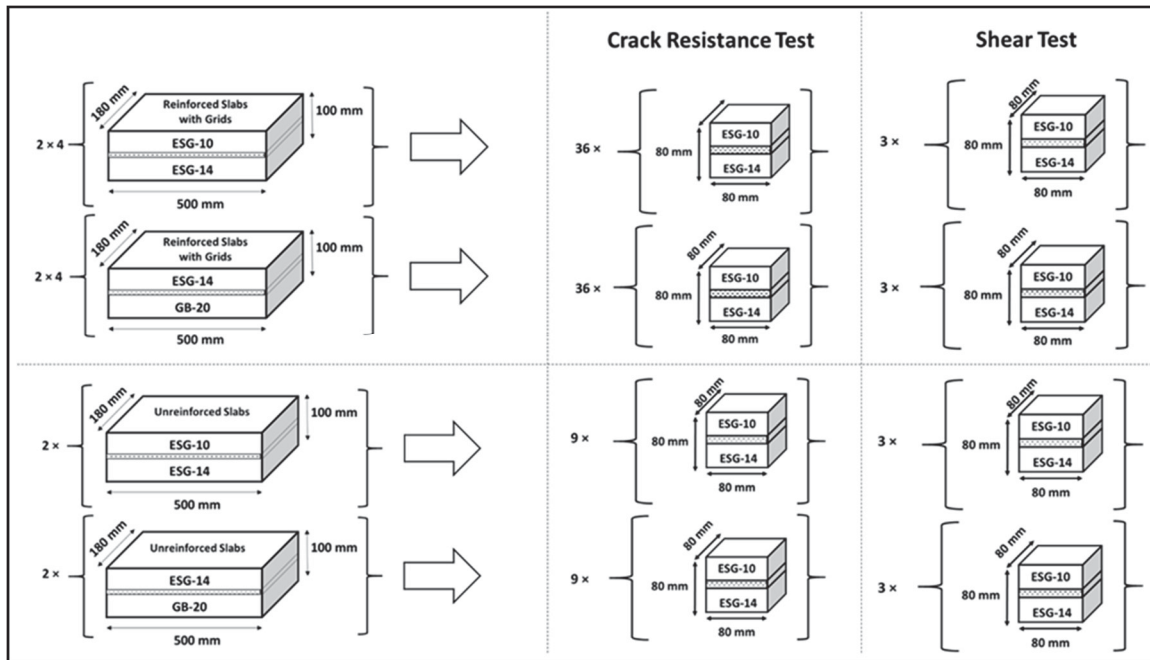 Crack Resistance Test
Shear Test
2 × 4
180 mm
Reinforced Slabs
with Grids
100 mm
ESG-10
ESG-14
500 mm
36 ×
80 mm
ESG-10
ESG-14
80 mm
3 ×
80 mm
80 mm
ESG-10
ESG-14
80 mm
2 × 4
180 mm
Reinforced Slabs
with Grids
100 mm
ESG-14
GB-20
500 mm
36 ×
80 mm
80 mm
ESG-10
ESG-14
80 mm
3 ×
80 mm
80 mm
ESG-10
ESG-14
80 mm
2 ×
180 mm
Unreinforced Slabs
100 mm
ESG-10
ESG-14
500 mm
9 ×
80 mm
80 mm
ESG-10
ESG-14
80 mm
3 ×
80 mm
80 mm
ESG-10
ESG-14
80 mm
2 ×
180 mm
Unreinforced Slabs
100 mm
ESG-14
GB-20
500 mm
9 ×
80 mm
80 mm
ESG-10
ESG-14
80 mm
3 ×
80 mm
80 mm
ESG-10
ESG-14
80 mm